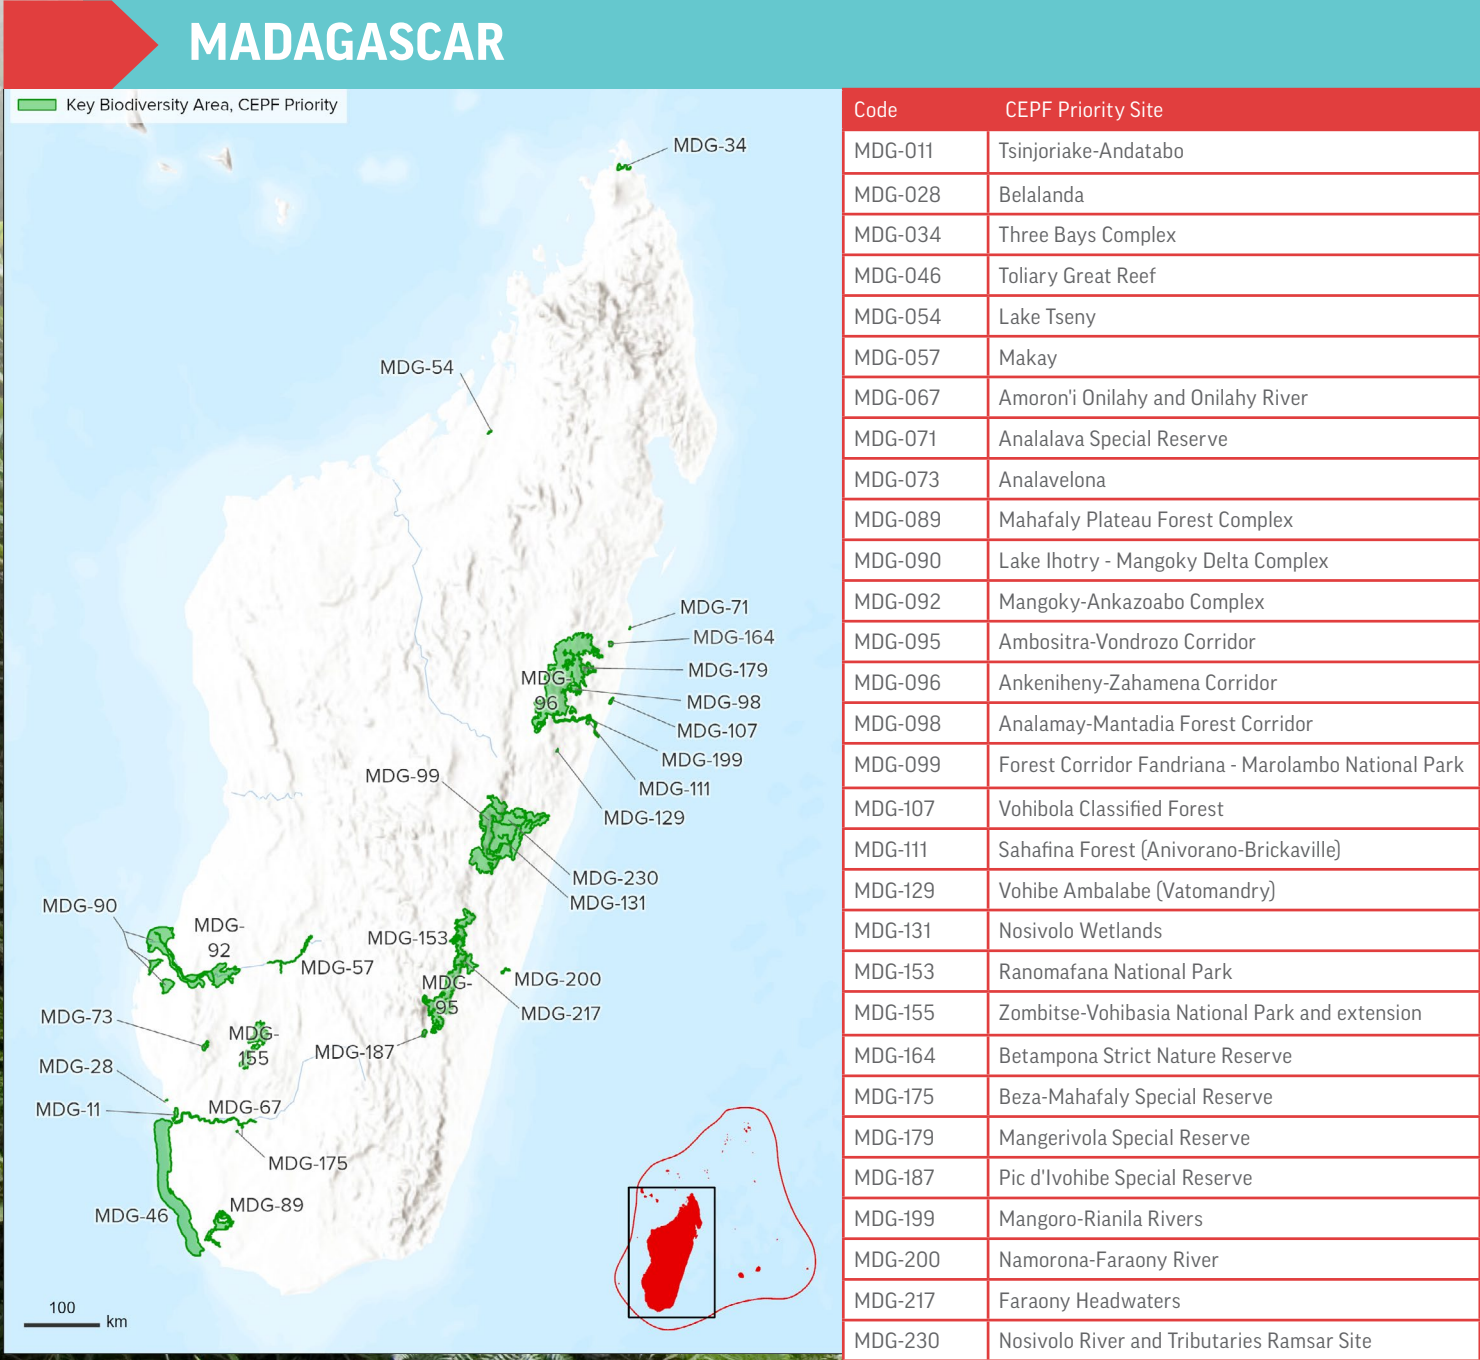 MADAGASCAR
Key Biodiversity Area, CEPF Priority
MDG-34
MDG-54
MDG-71
MDG-164
MDG-179
MDG-
96
MDG-98
MDG-107
MDG-199
MDG-111
MDG-129
MDG-99
MDG-230
MDG-131
MDG-90
MDG-
92
MDG-153
MDG-57
MDG-200
MDG-
95
MDG-217
MDG-73
MDG-
155
MDG-187
MDG-28
MDG-11
MDG-67
MDG-175
MDG-46
MDG-89
100
km
Code CEPF Priority Site
MDG-011 Tsinjoriake-Andatabo
MDG-028 Belalanda
MDG-034 Three Bays Complex
MDG-046 Toliary Great Reef
MDG-054 Lake Tseny
MDG-057 Makay
MDG-067 Amoron'i Onilahy and Onilahy River
MDG-071 Analalava Special Reserve
MDG-073 Analavelona
MDG-089 Mahafaly Plateau Forest Complex
MDG-090 Lake Ihotry - Mangoky Delta Complex
MDG-092 Mangoky-Ankazoabo Complex
MDG-095 Ambositra-Vondrozo Corridor
MDG-096 Ankeniheny-Zahamena Corridor
MDG-098 Analamay-Mantadia Forest Corridor
MDG-099 Forest Corridor Fandriana - Marolambo National Park
MDG-107 Vohibola Classified Forest
MDG-111 Sahafina Forest (Anivorano-Brickaville)
MDG-129 Vohibe Ambalabe (Vatomandry)
MDG-131 Nosivolo Wetlands
MDG-153 Ranomafana National Park
MDG-155 Zombitse-Vohibasia National Park and extension
MDG-164 Betampona Strict Nature Reserve
MDG-175 Beza-Mahafaly Special Reserve
MDG-179 Mangerivola Special Reserve
MDG-187 Pic d'Ivohibe Special Reserve
MDG-199 Mangoro-Rianila Rivers
MDG-200 Namorona-Faraony River
MDG-217 Faraony Headwaters
MDG-230 Nosivolo River and Tributaries Ramsar Site